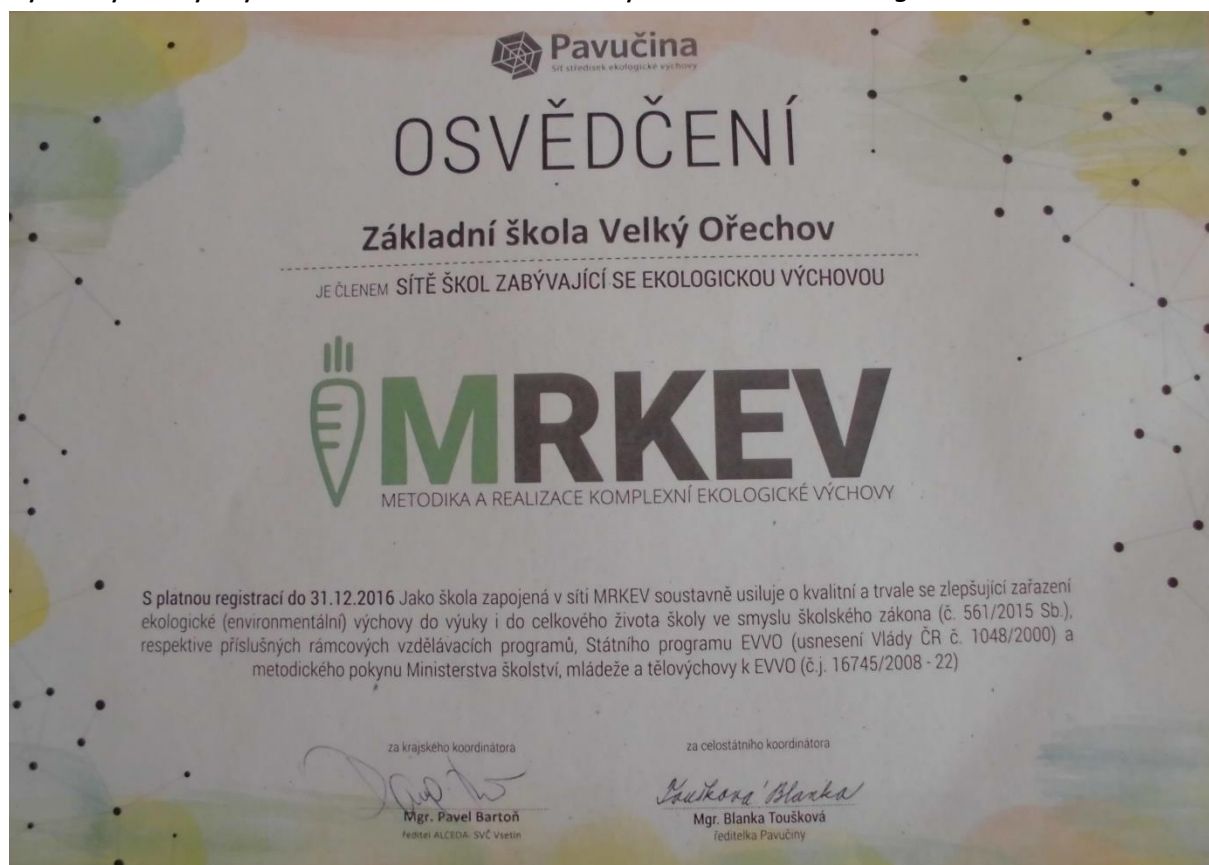 Pavučina
Síť středisek ekologické výchovy
OSVĚDČENÍ
Základní škola Velký Ořechov
JE ČLENEM SÍTĚ ŠKOL ZABÝVAJÍCÍ SE EKOLOGICKOU VÝCHOVOU
MRKEV
METODIKA A REALIZACE KOMPLEXNÍ EKOLOGICKÉ VÝCHOVY
S platnou registrací do 31.12.2016 Jako škola zapojená v síti MRKEV soustavně usiluje o kvalitní a trvale se zlepšující zařazení
ekologické (environmentální) výchovy do výuky i do celkového života školy ve smyslu školského zákona (č. 561/2015 Sb.),
respektive příslušných rámcových vzdělávacích programů, Státního programu EVVO (usnesení Vlády ČR č. 1048/2000) a
metodického pokynu Ministerstva školství, mládeže a tělovýchovy k EVVO (č.j. 16745/2008 - 22)
za krajského koordinátora
za celostátního koordinátora
Toušková Blanka
Mgr. Pavel Bartoň
Mgr. Blanka Toušková
ředitel ALCEDA- SVČ Vsetín
ředitelka Pavučiny